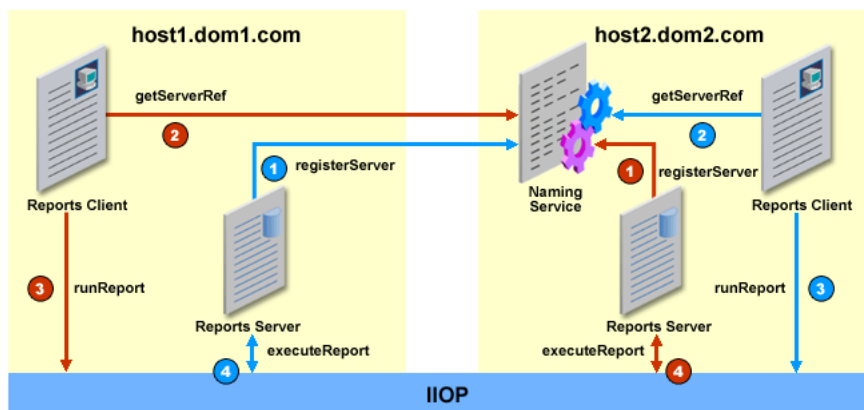 host1.dom1.com
host2.dom2.com
getServerRef
2
getServerRef
2
1
registerServer
1
registerServer
Reports Client
Naming
Service
Reports Client
3
runReport
runReport
3
Reports Server
Reports Server
4
executeReport
executeReport
4
IIOP